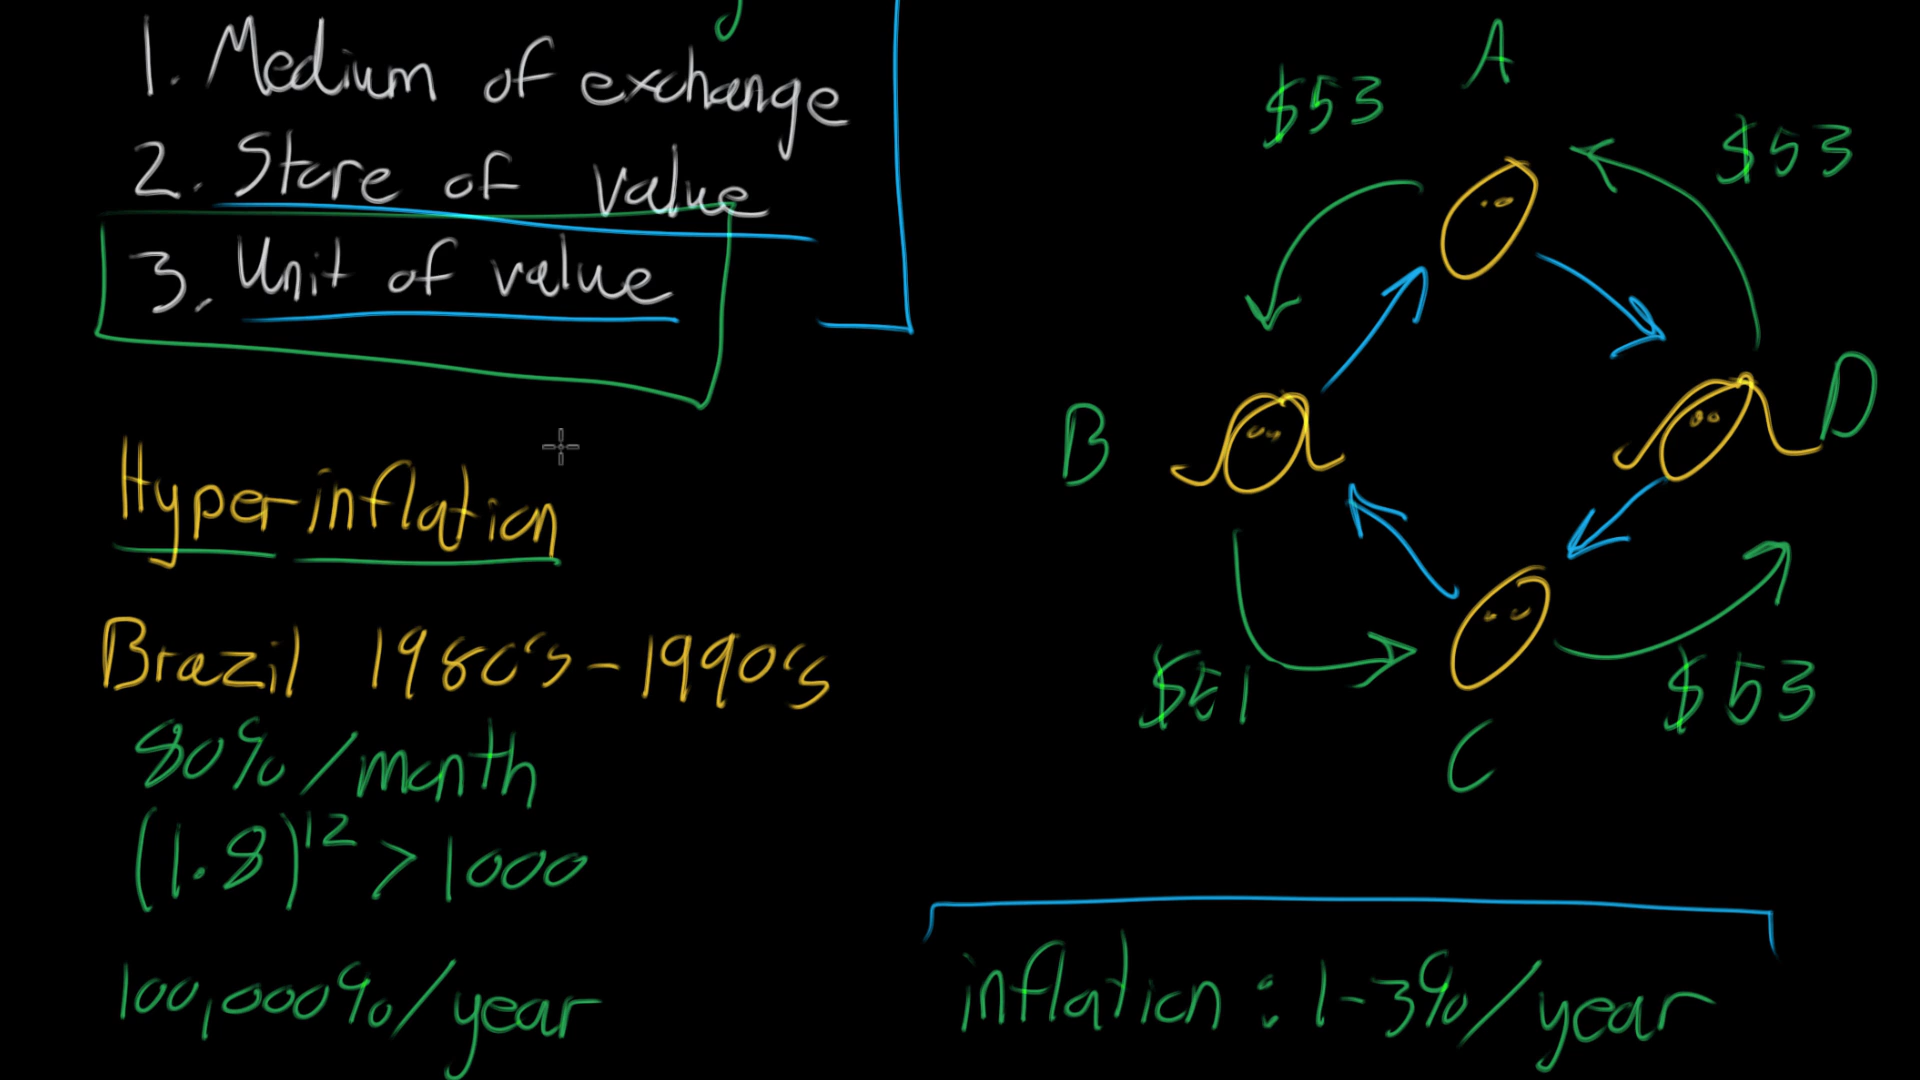 1. Medium of exchange
2. Store of value
3. Unit of value
Hyperinflation
Brazil 1980's-1990's
80%/month
(1.8)¹² > 1000
100,000%/year
A
$53
$53
B
D
$51
$53
C
inflation: 1-3%/year